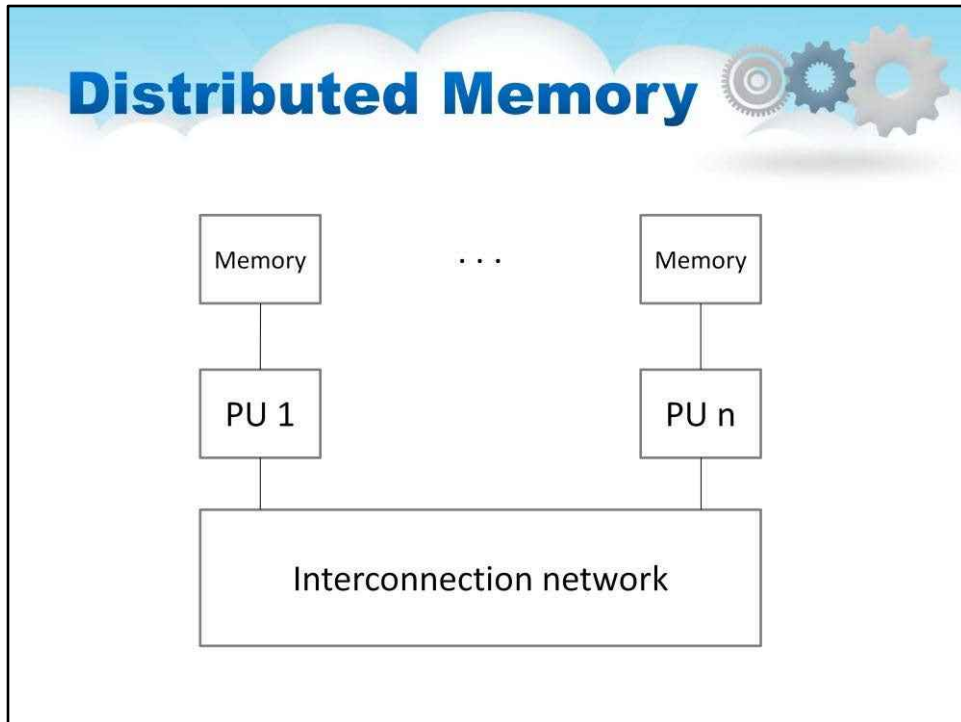 Distributed Memory
Memory . . . Memory
PU 1 PU n
Interconnection network